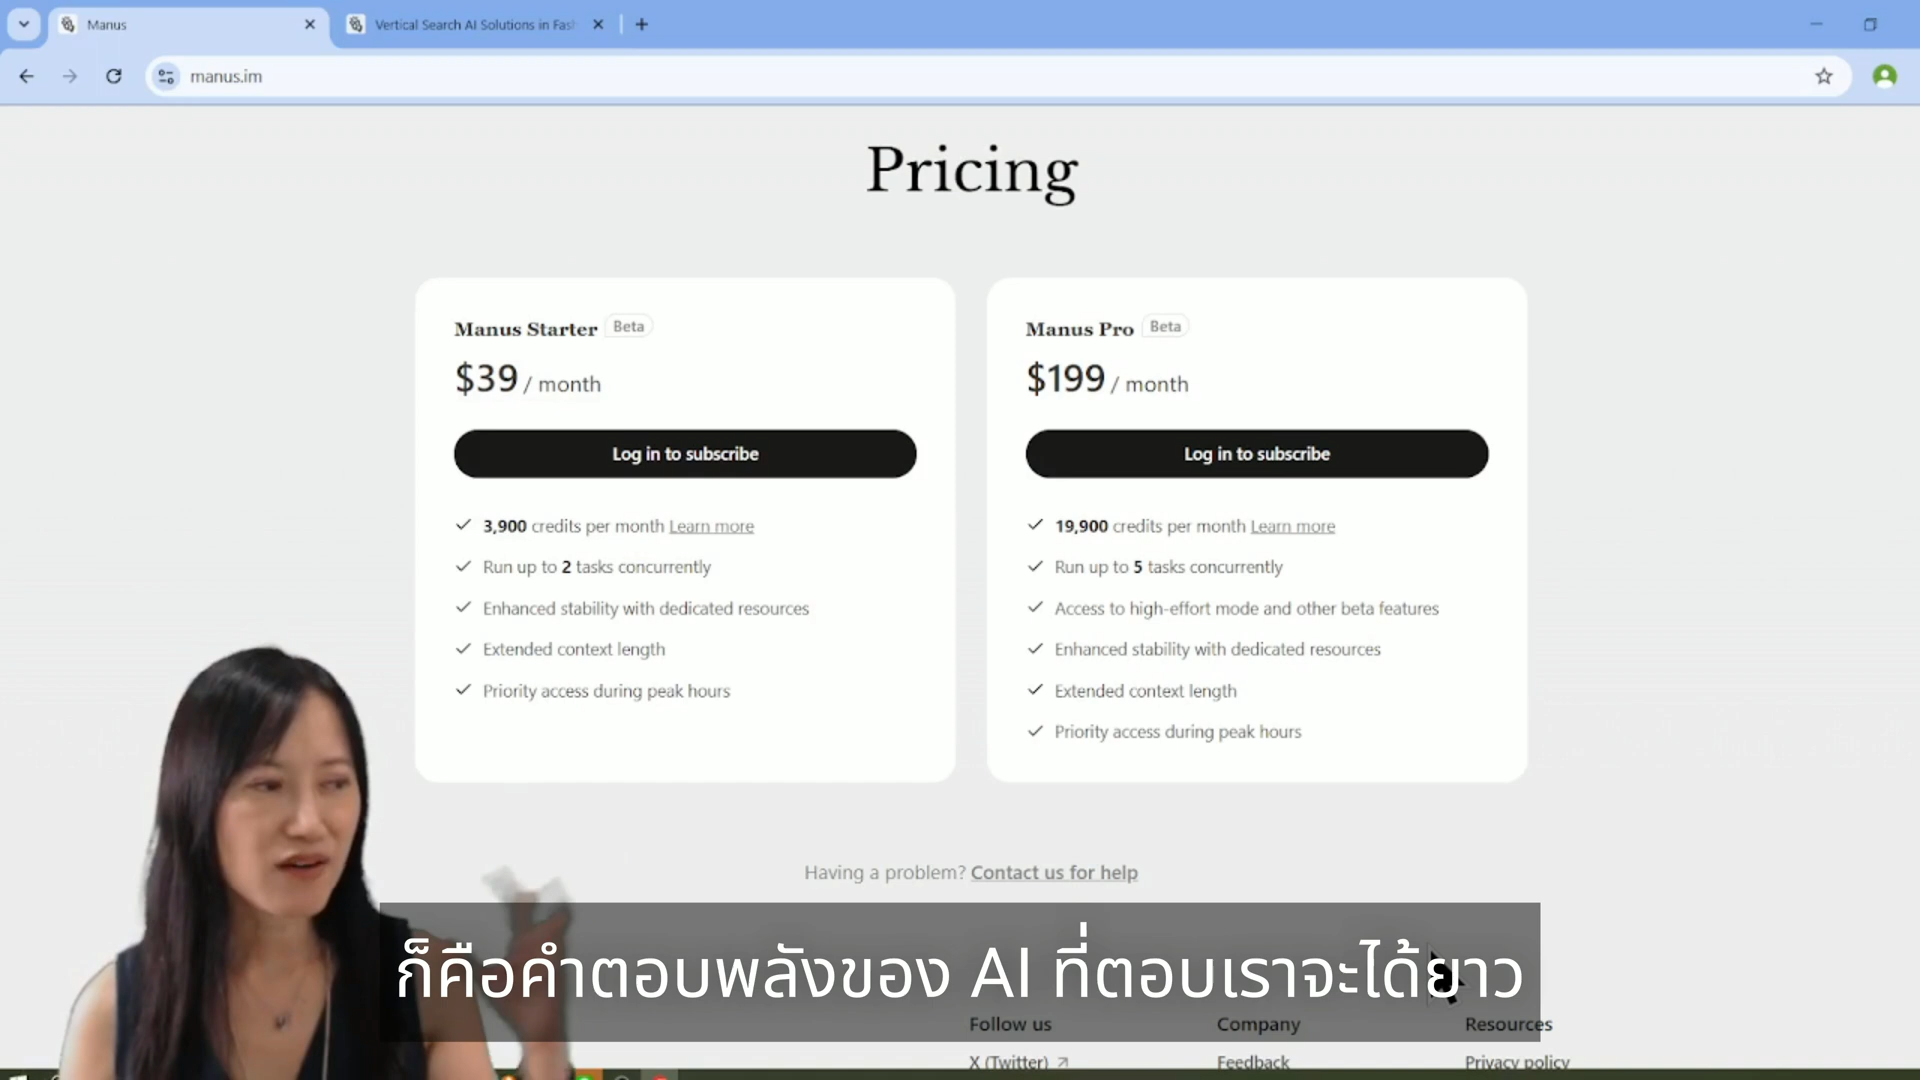 Manus
Vertical Search AI Solutions in Fas
manus.im
Pricing
Manus Starter Beta
$39 / month
Log in to subscribe
3,900 credits per month Learn more
Run up to 2 tasks concurrently
Enhanced stability with dedicated resources
Extended context length
Priority access during peak hours
Manus Pro Beta
$199 / month
Log in to subscribe
19,900 credits per month Learn more
Run up to 5 tasks concurrently
Access to high-effort mode and other beta features
Enhanced stability with dedicated resources
Extended context length
Priority access during peak hours
Having a problem? Contact us for help
ก็คือคำตอบพลังของ AI ที่ตอบเราจะได้ยาว
Follow us
Company
Resources
X (Twitter)
Feedback
Privacy policy